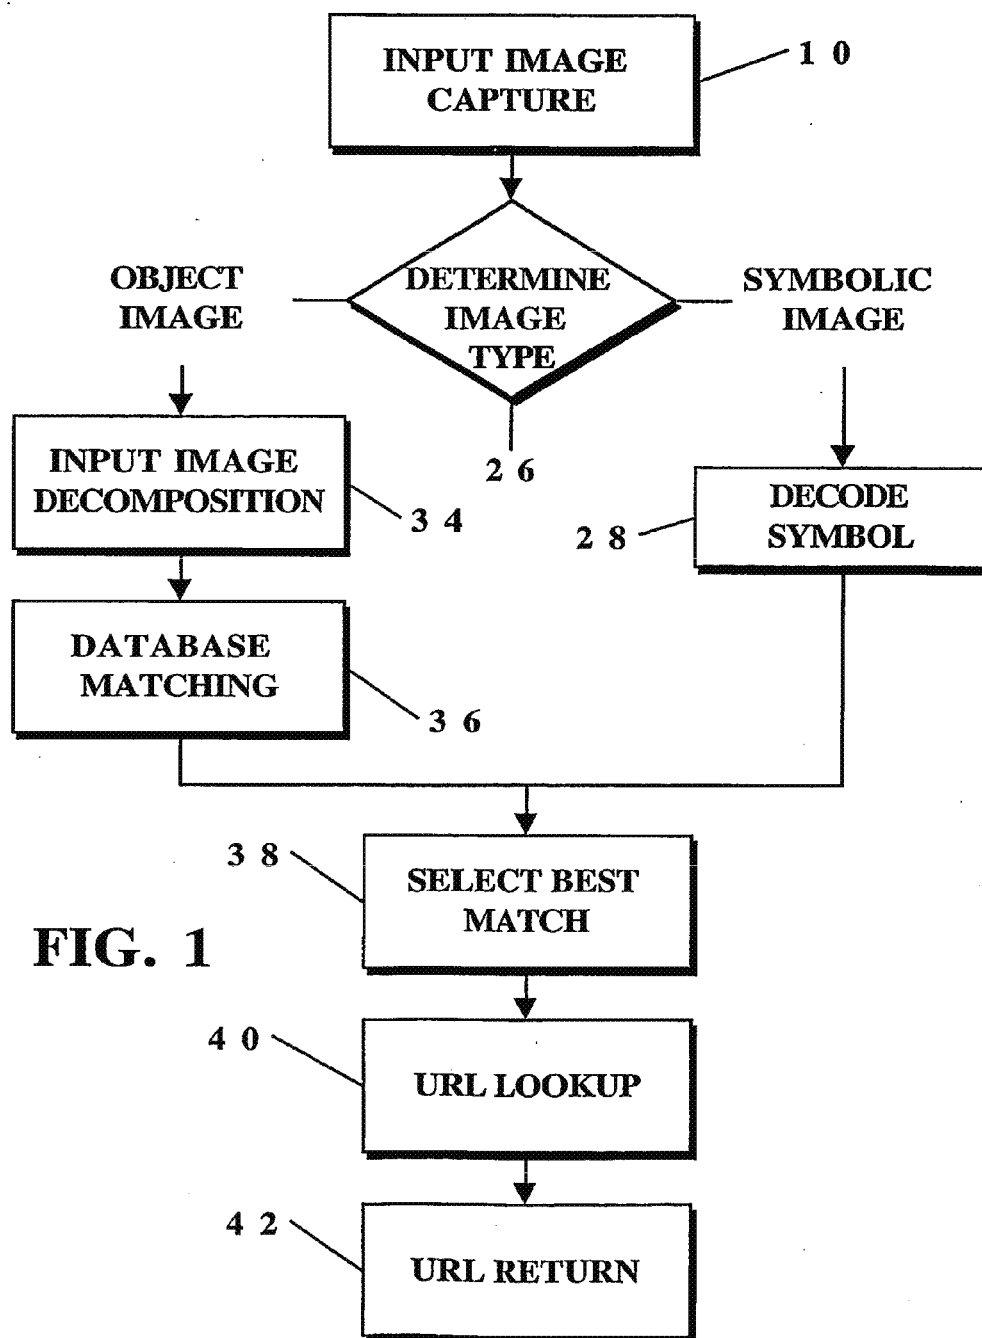 INPUT IMAGE
CAPTURE
1 0
OBJECT
IMAGE
DETERMINE
IMAGE
TYPE
SYMBOLIC
IMAGE
2 6
INPUT IMAGE
DECOMPOSITION
3 4
2 8
DECODE
SYMBOL
DATABASE
MATCHING
3 6
3 8
SELECT BEST
MATCH
FIG. 1
4 0
URL LOOKUP
4 2
URL RETURN